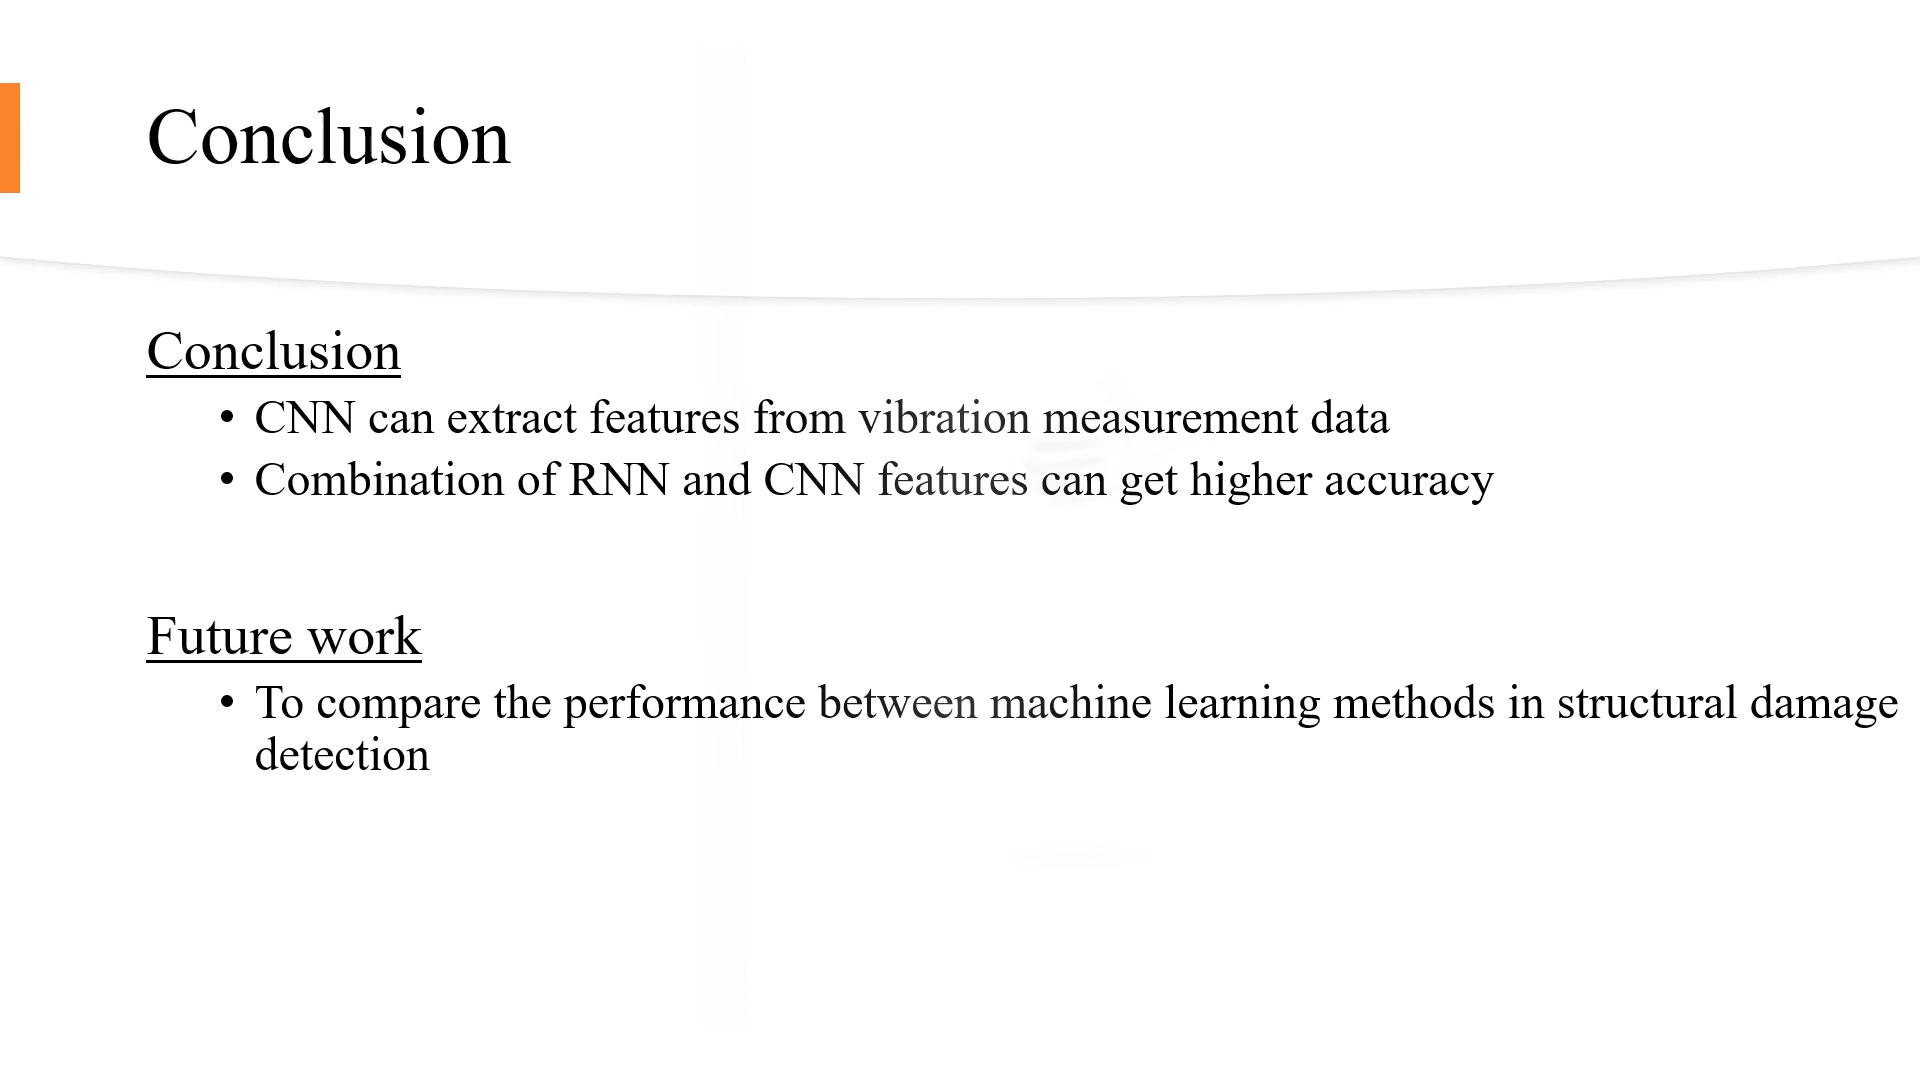 Conclusion
Conclusion
• CNN can extract features from vibration measurement data
• Combination of RNN and CNN features can get higher accuracy
Future work
• To compare the performance between machine learning methods in structural damage
detection